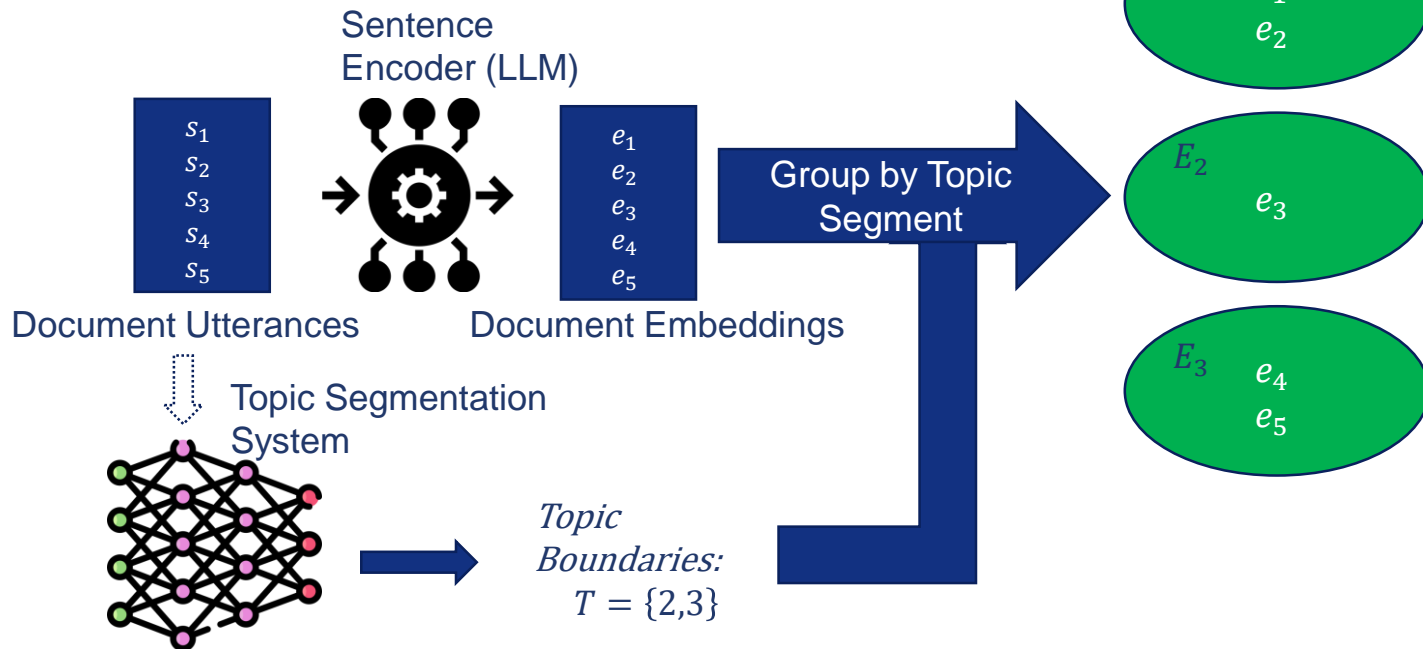 Sentence
Encoder (LLM)
s₁
s₂
s₃
s₄
s₅
e₁
e₂
e₃
e₄
e₅
Document Utterances
Document Embeddings
Group by Topic
Segment
Topic Segmentation
System
Topic
Boundaries:
T = {2,3}
e₂
E₂
e₃
E₃
e₄
e₅